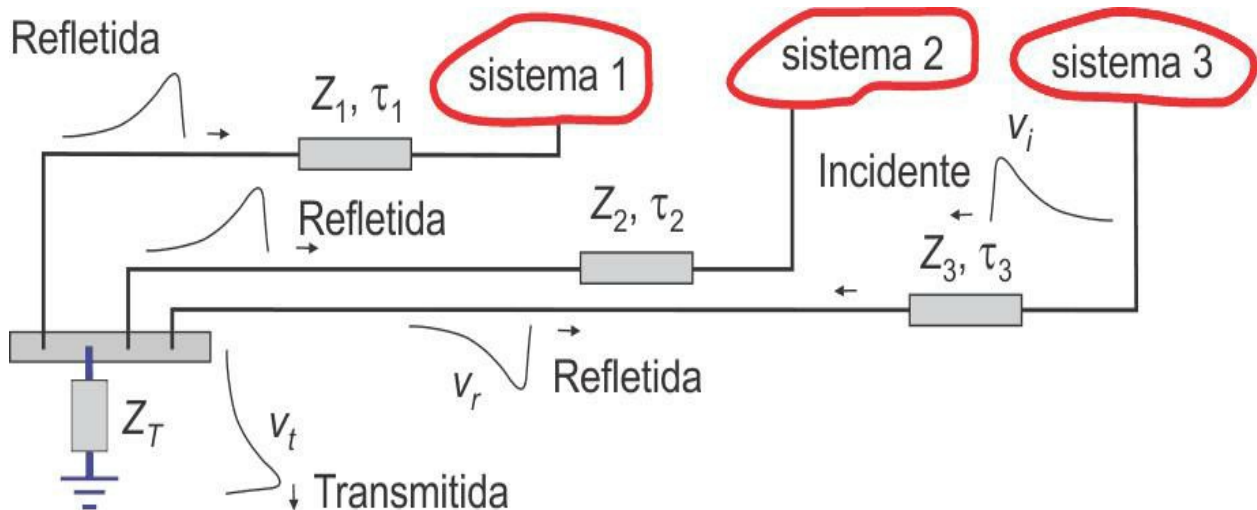 Refletida
sistema 1
sistema 2
sistema 3
Z1, τ1
vi
Incidente
Refletida
Z2, τ2
Z3, τ3
vr
Refletida
ZT
vt
Transmitida